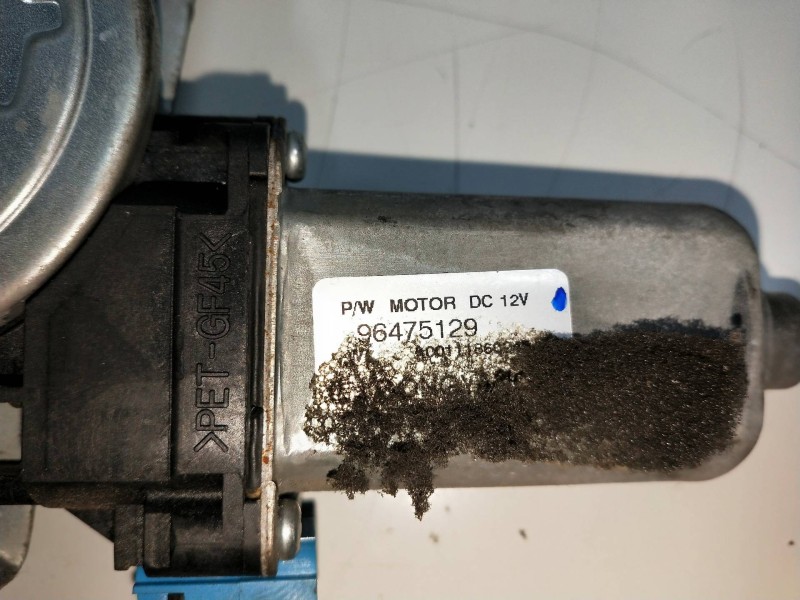 P/W MOTOR DC 12V
96475129
>PET-GF45<